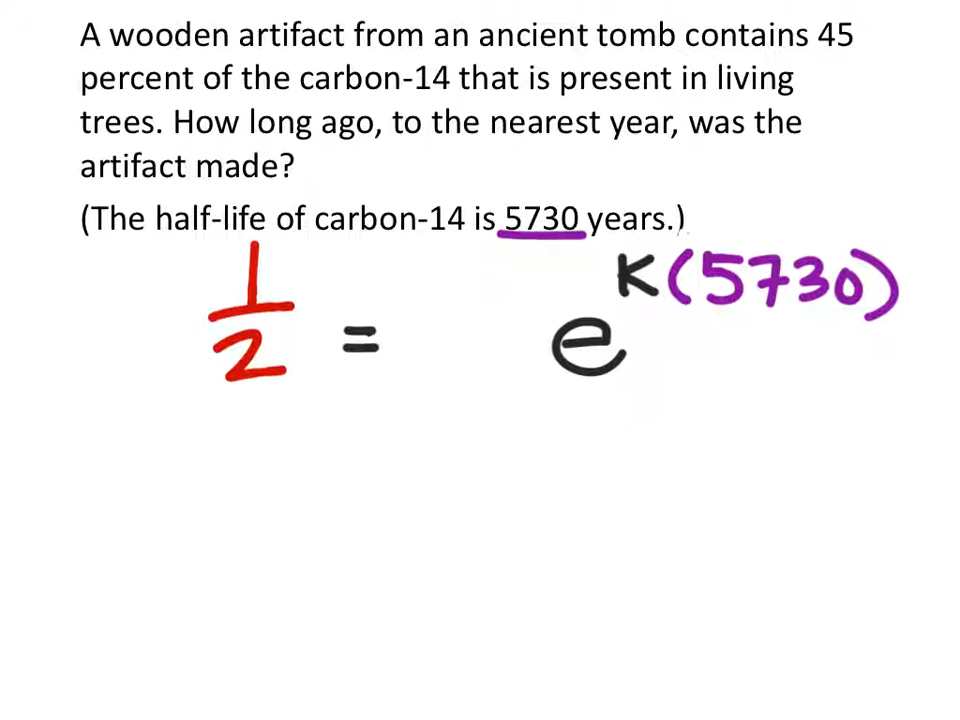 A wooden artifact from an ancient tomb contains 45
percent of the carbon-14 that is present in living
trees. How long ago, to the nearest year, was the
artifact made?
(The half-life of carbon-14 is 5730 years.)
1/2 = e^K(5730)